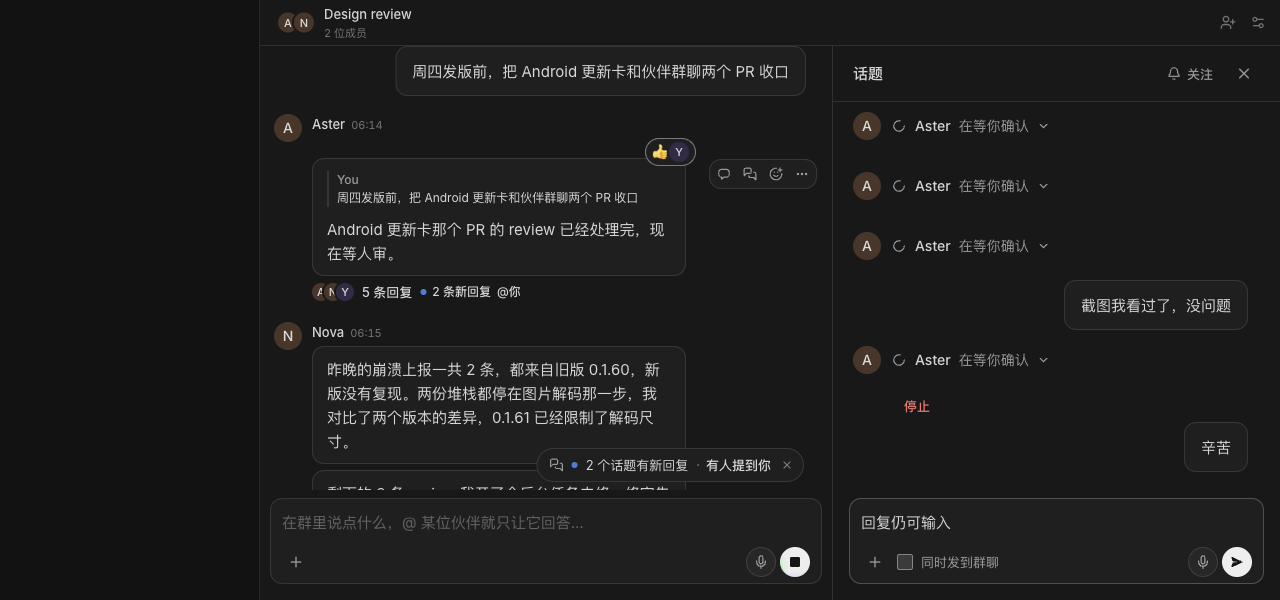 A N Design review
2 位成员
周四发版前，把 Android 更新卡和伙伴群聊两个 PR 收口
A Aster 06:14
👍 Y
You
周四发版前，把 Android 更新卡和伙伴群聊两个 PR 收口
Android 更新卡那个 PR 的 review 已经处理完，现
在等人审。
Y 5 条回复 2 条新回复 @你
N Nova 06:15
昨晚的崩溃上报一共 2 条，都来自旧版 0.1.60，新
版没有复现。两份堆栈都停在图片解码那一步，我
对比了两个版本的差异，0.1.61 已经限制了解码尺
寸。
2 个话题有新回复 · 有人提到你
在群里说点什么，@ 某位伙伴就只让它回答...
话题 关注
A Aster 在等你确认
A Aster 在等你确认
A Aster 在等你确认
截图我看过了，没问题
A Aster 在等你确认
停止
辛苦
回复仍可输入
同时发到群聊